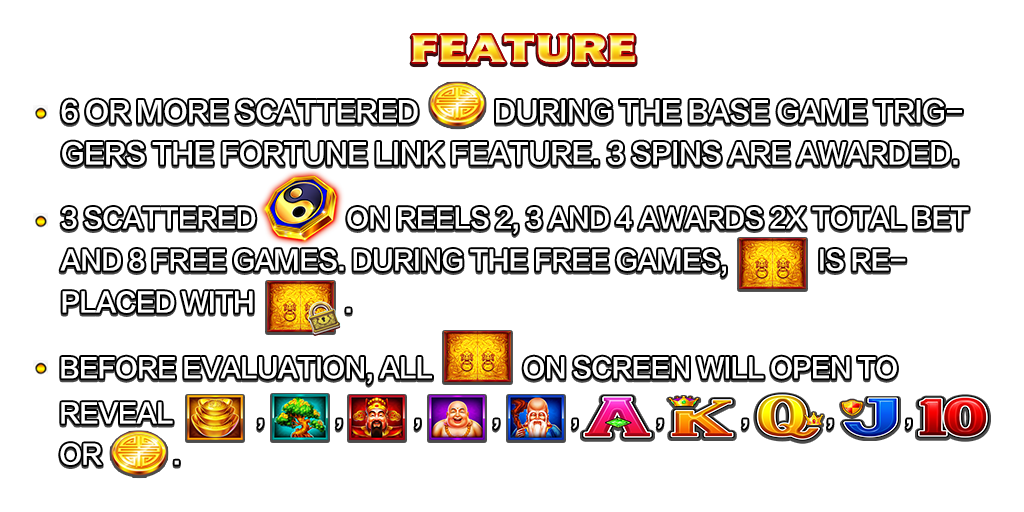 FEATURE
6 OR MORE SCATTERED DURING THE BASE GAME TRIG-
GERS THE FORTUNE LINK FEATURE. 3 SPINS ARE AWARDED.
3 SCATTERED ON REELS 2, 3 AND 4 AWARDS 2X TOTAL BET
AND 8 FREE GAMES. DURING THE FREE GAMES, IS RE-
PLACED WITH .
BEFORE EVALUATION, ALL ON SCREEN WILL OPEN TO
REVEAL , , , , , A, K, Q, J, 10
OR .